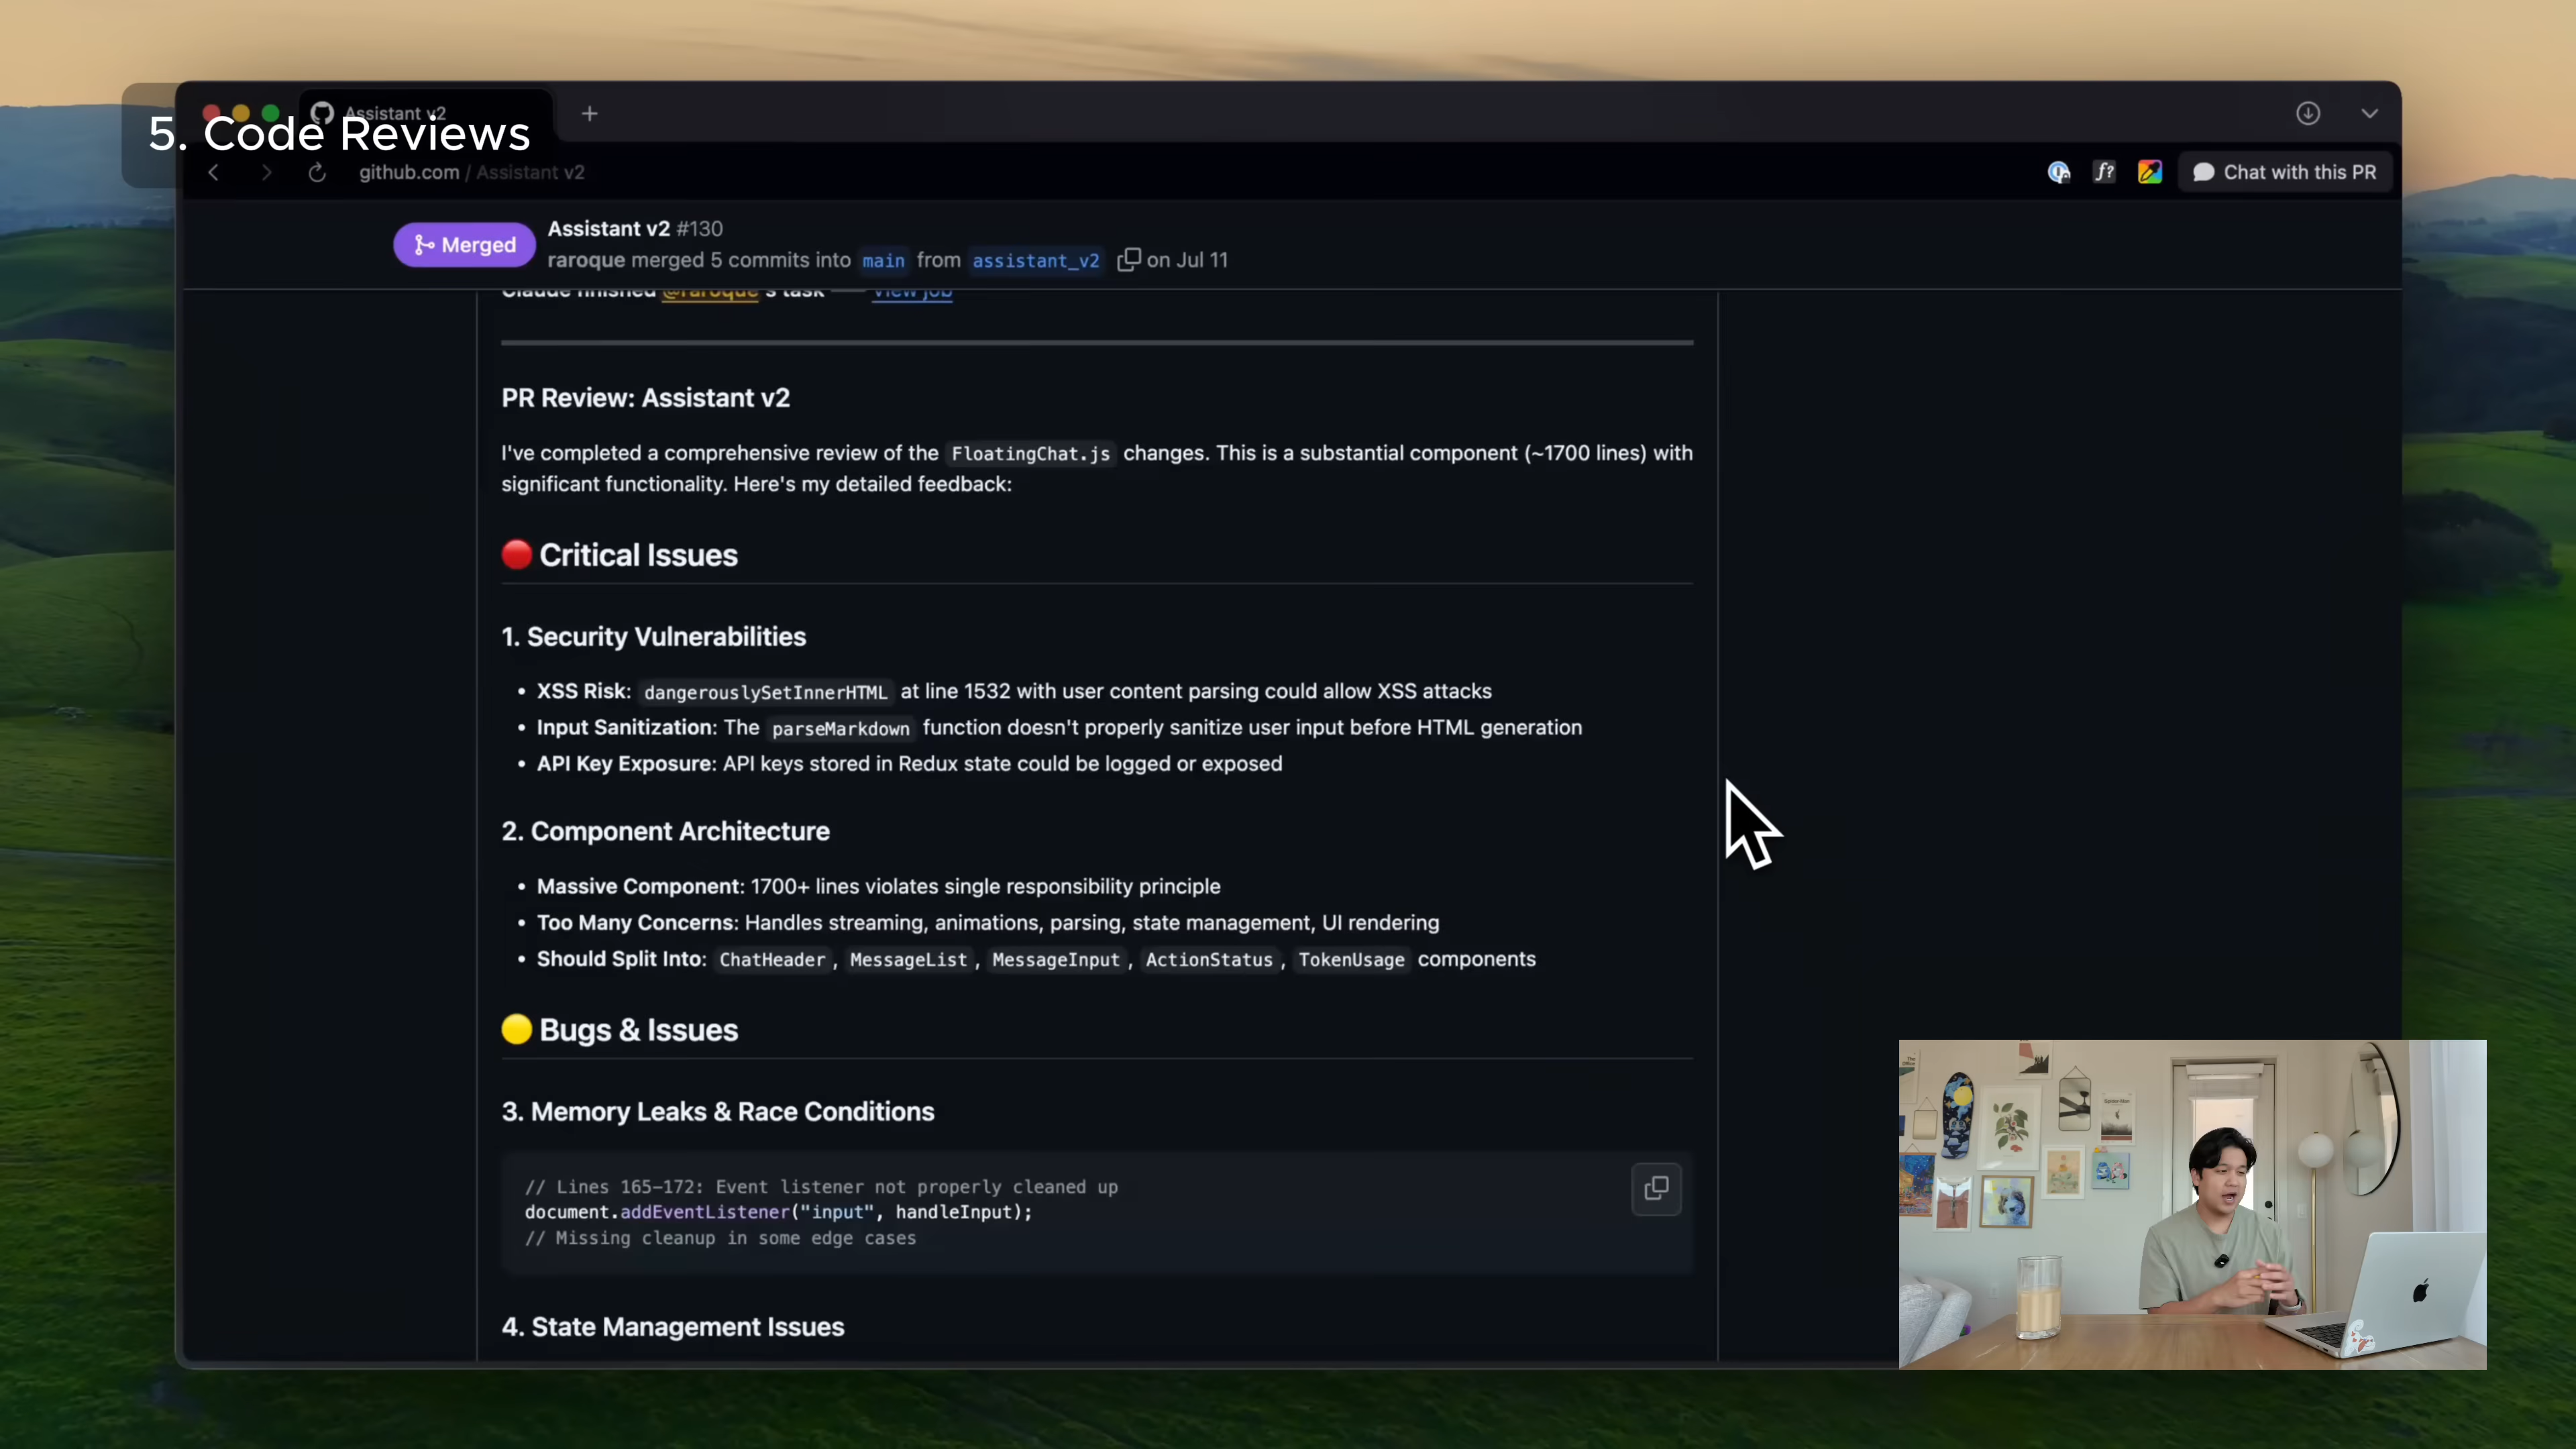 Assistant v2
5. Code Reviews
github.com / Assistant v2
Chat with this PR
Merged
Assistant v2 #130
raroque merged 5 commits into main from assistant_v2 on Jul 11
Claude finished @raroque's task — View job
PR Review: Assistant v2
I've completed a comprehensive review of the FloatingChat.js changes. This is a substantial component (~1700 lines) with
significant functionality. Here's my detailed feedback:
🔴 Critical Issues
1. Security Vulnerabilities
• XSS Risk: dangerouslySetInnerHTML at line 1532 with user content parsing could allow XSS attacks
• Input Sanitization: The parseMarkdown function doesn't properly sanitize user input before HTML generation
• API Key Exposure: API keys stored in Redux state could be logged or exposed
2. Component Architecture
• Massive Component: 1700+ lines violates single responsibility principle
• Too Many Concerns: Handles streaming, animations, parsing, state management, UI rendering
• Should Split Into: ChatHeader, MessageList, MessageInput, ActionStatus, TokenUsage components
🟡 Bugs & Issues
3. Memory Leaks & Race Conditions
// Lines 165–172: Event listener not properly cleaned up
document.addEventListener("input", handleInput);
// Missing cleanup in some edge cases
4. State Management Issues